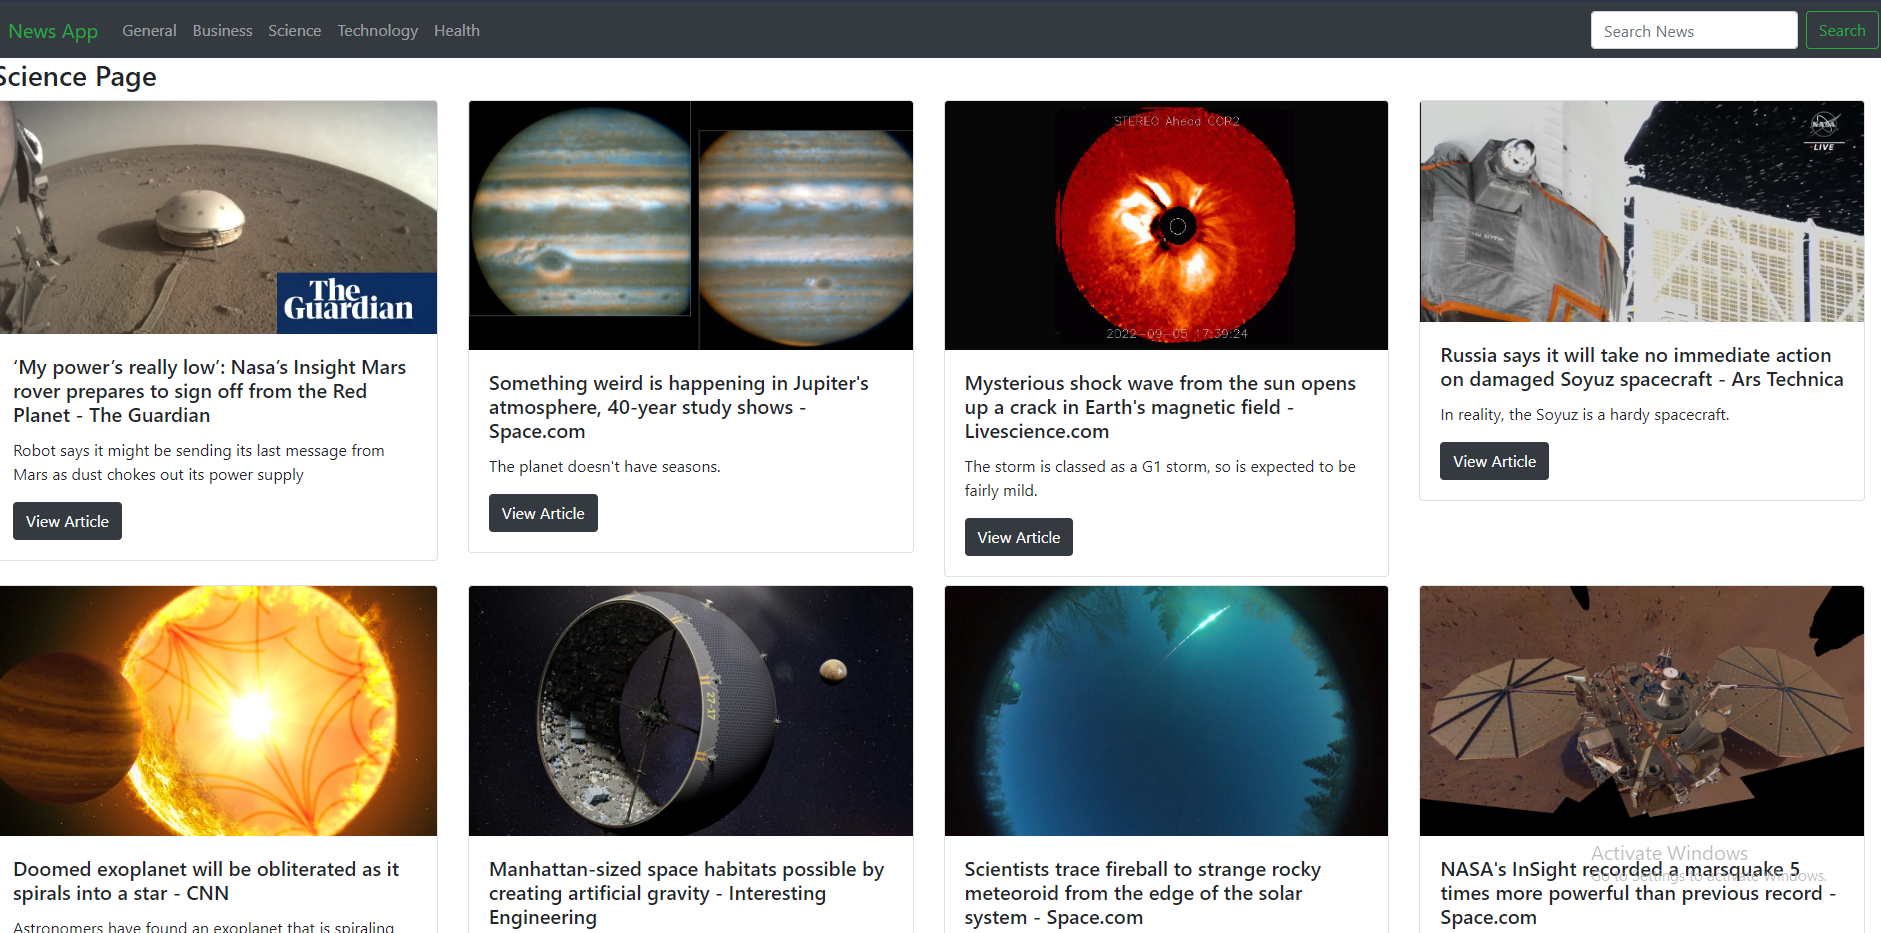 News App General Business Science Technology Health Search News Search
Science Page
STEREO Ahead COR2
2022-09-05 17:39:24
NASA
LIVE
The
Guardian
‘My power’s really low’: Nasa’s Insight Mars
rover prepares to sign off from the Red
Planet - The Guardian
Robot says it might be sending its last message from
Mars as dust chokes out its power supply
View Article
Something weird is happening in Jupiter's
atmosphere, 40-year study shows -
Space.com
The planet doesn't have seasons.
View Article
Mysterious shock wave from the sun opens
up a crack in Earth's magnetic field -
Livescience.com
The storm is classed as a G1 storm, so is expected to be
fairly mild.
View Article
Russia says it will take no immediate action
on damaged Soyuz spacecraft - Ars Technica
In reality, the Soyuz is a hardy spacecraft.
View Article
27-17
Doomed exoplanet will be obliterated as it
spirals into a star - CNN
Astronomers have found an exoplanet that is spiraling
Manhattan-sized space habitats possible by
creating artificial gravity - Interesting
Engineering
Scientists trace fireball to strange rocky
meteoroid from the edge of the solar
system - Space.com
NASA's InSight recorded a marsquake 5
times more powerful than previous record -
Space.com
Activate Windows
Go to Settings to activate Windows.